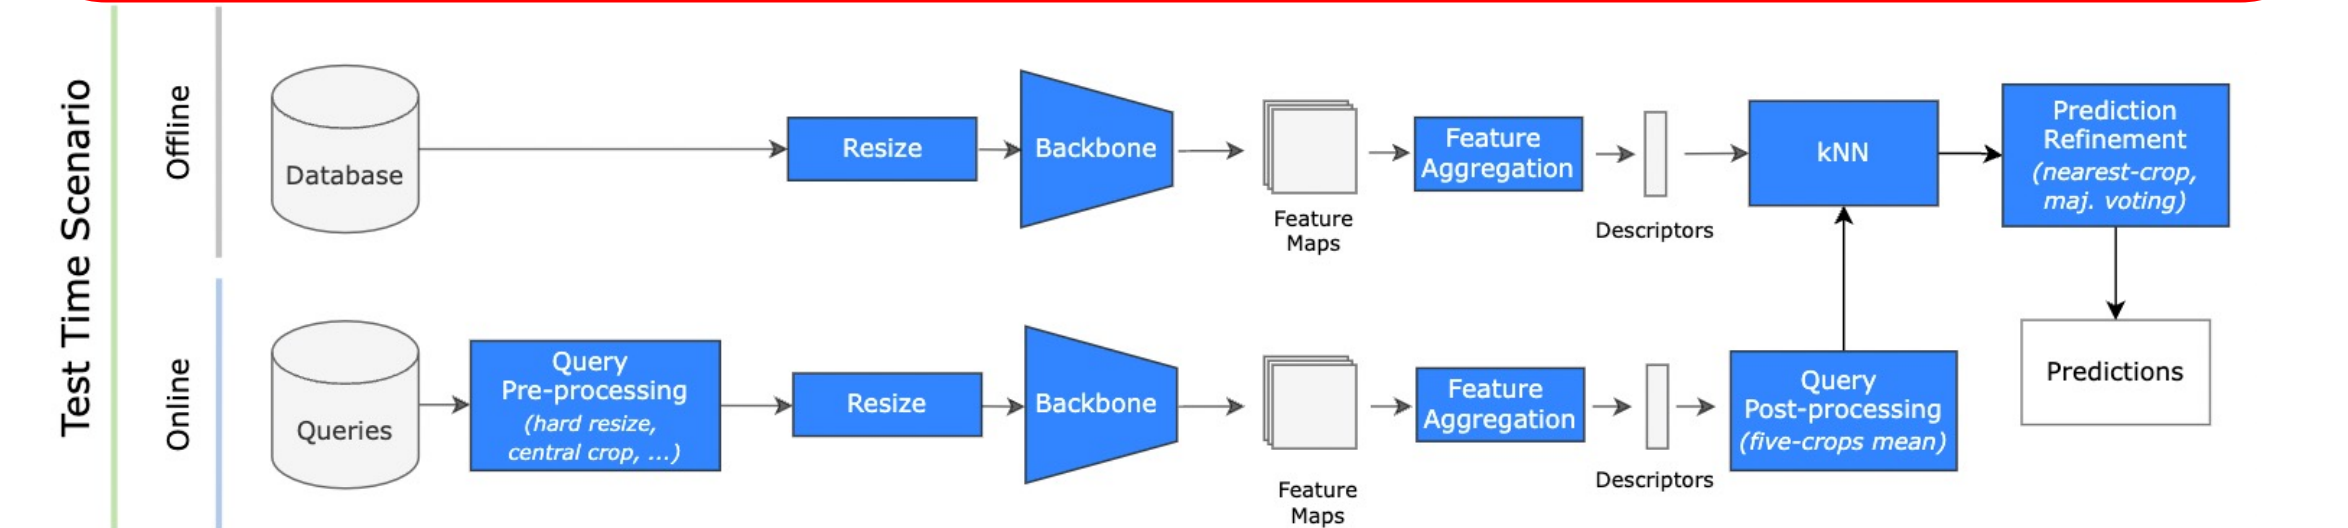 Test Time Scenario
Offline
Database
Resize
Backbone
Feature
Maps
Feature
Aggregation
Descriptors
kNN
Prediction
Refinement
(nearest-crop,
maj. voting)
Online
Queries
Query
Pre-processing
(hard resize,
central crop, ...)
Resize
Backbone
Feature
Maps
Feature
Aggregation
Descriptors
Query
Post-processing
(five-crops mean)
Predictions